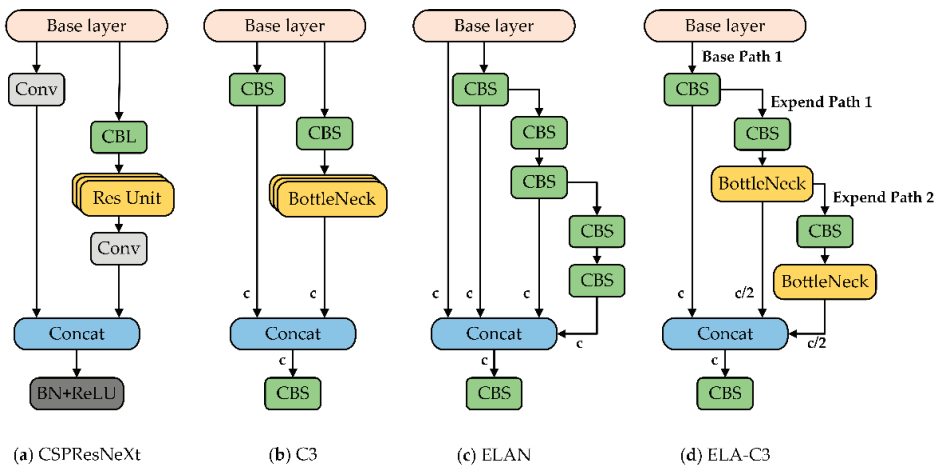 Base layer
Conv
CBL
Res Unit
Conv
Concat
BN+ReLU
(a) CSPResNeXt
Base layer
CBS
CBS
BottleNeck
c
c
Concat
c
CBS
(b) C3
Base layer
CBS
CBS
CBS
CBS
CBS
c
c
c
Concat
c
c
CBS
(c) ELAN
Base layer
Base Path 1
CBS
Expend Path 1
CBS
BottleNeck
Expend Path 2
CBS
BottleNeck
c
c/2
Concat
c/2
c
CBS
(d) ELA-C3